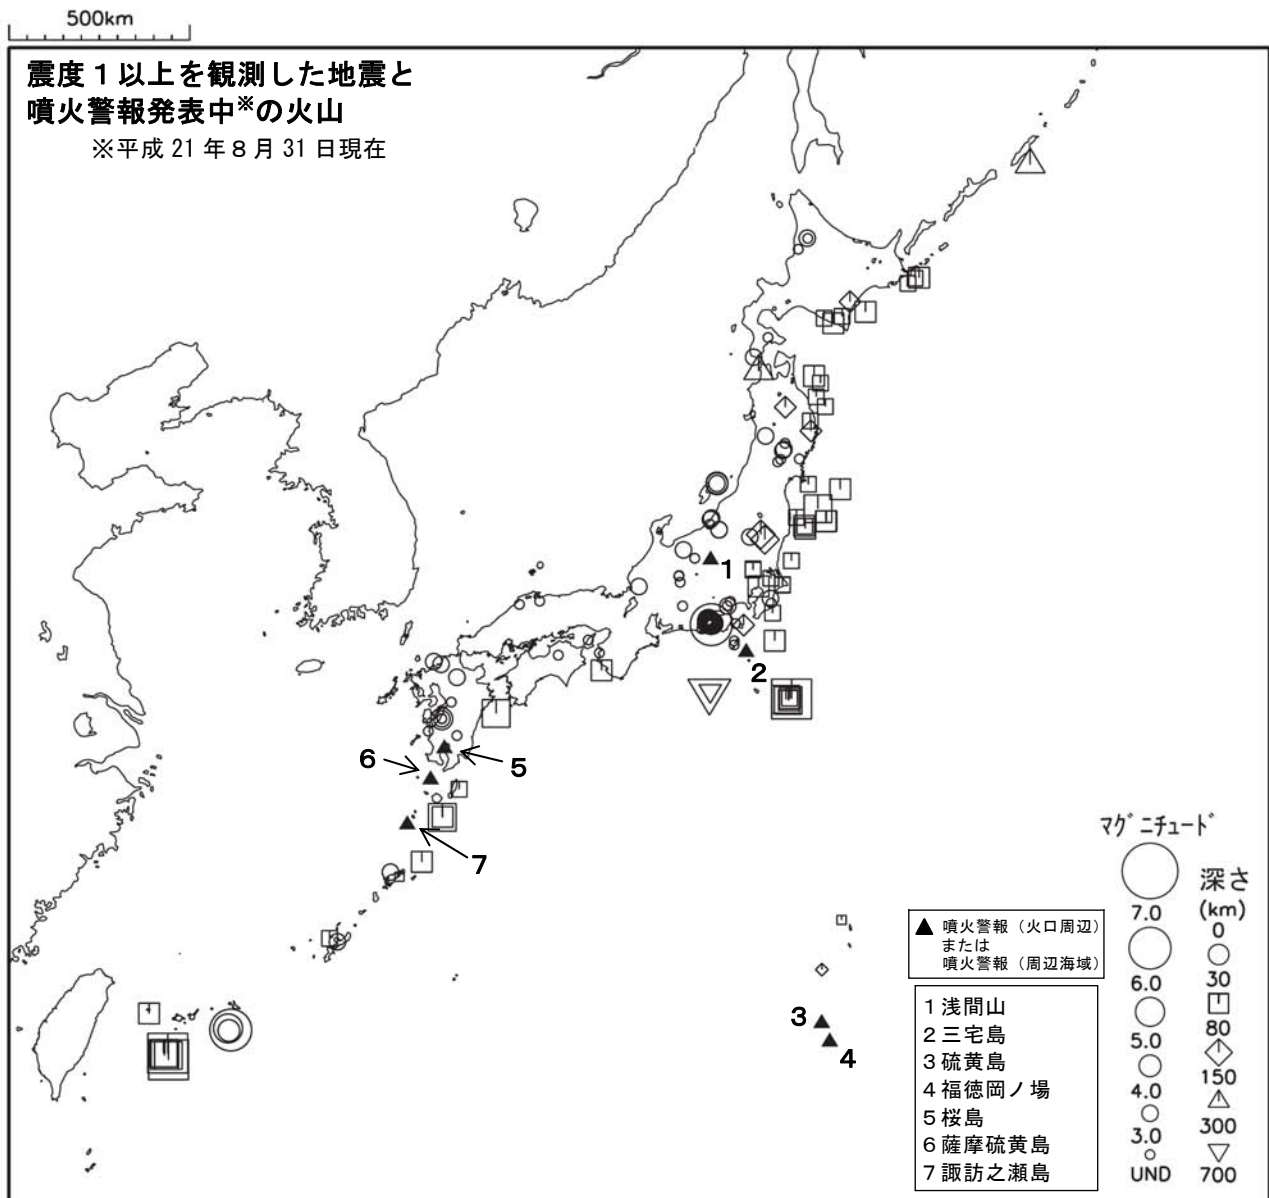 500km
震度１以上を観測した地震と
噴火警報発表中※の火山
※平成 21 年８月 31 日現在
1
2
6
5
7
3
4
▲ 噴火警報（火口周辺）
または
噴火警報（周辺海域）
1 浅間山
2 三宅島
3 硫黄島
4 福徳岡ノ場
5 桜島
6 薩摩硫黄島
7 諏訪之瀬島
ﾏｸﾞﾆﾁｭｰﾄﾞ
7.0
6.0
5.0
4.0
3.0
UND
深さ
(km)
0
30
80
150
300
700